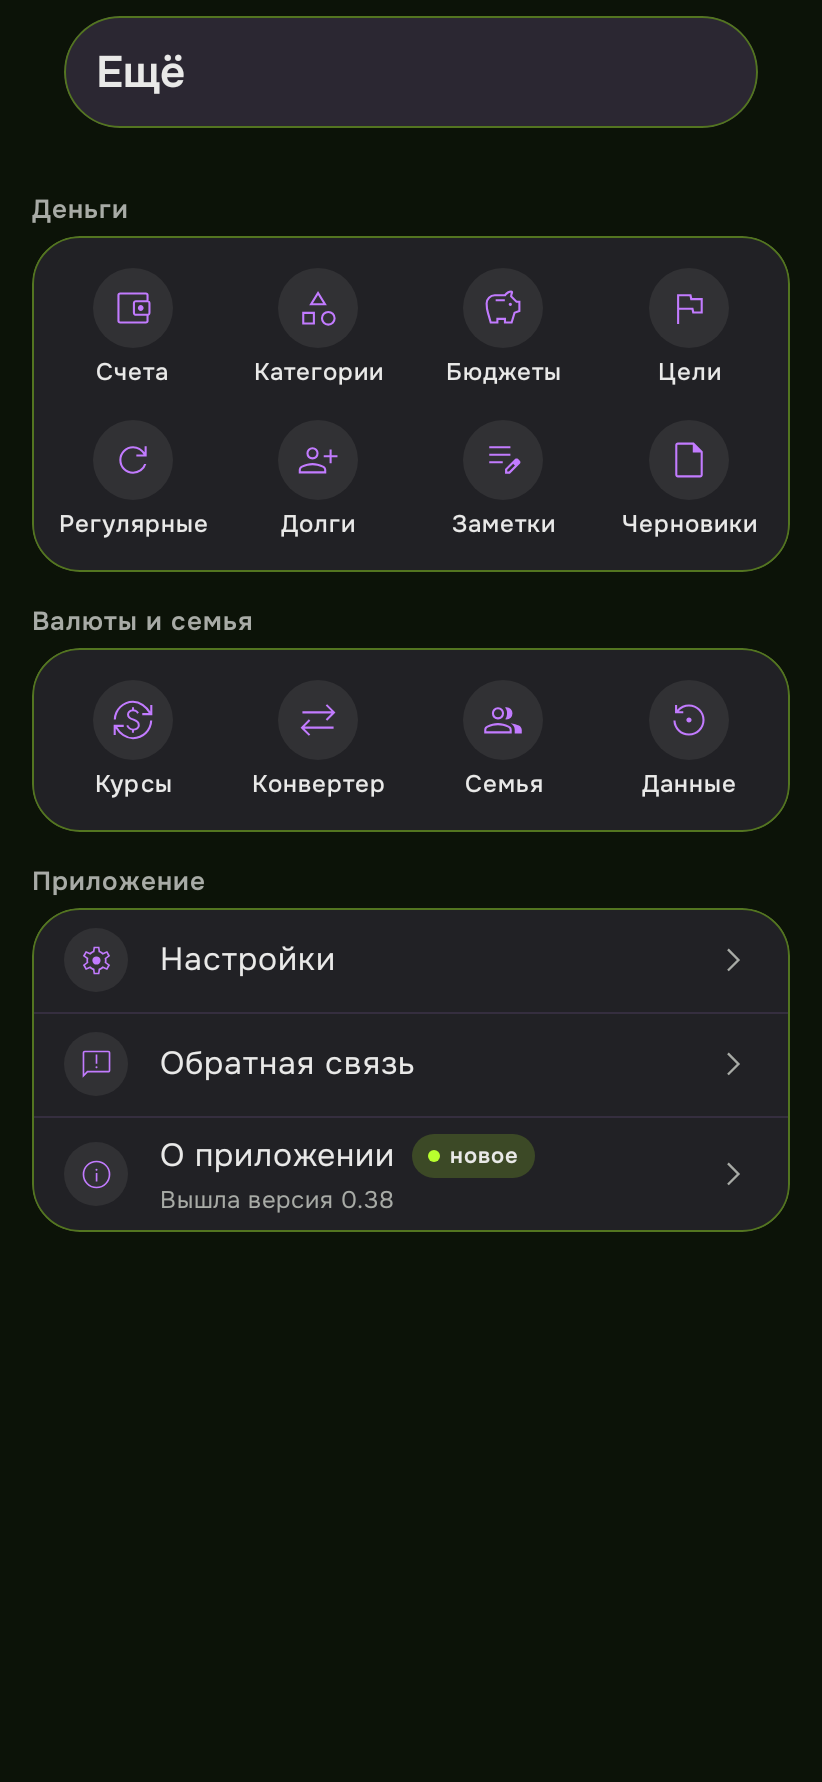 Ещё
Деньги
Счета Категории Бюджеты Цели
Регулярные Долги Заметки Черновики
Валюты и семья
Курсы Конвертер Семья Данные
Приложение
Настройки
Обратная связь
О приложении новое
Вышла версия 0.38